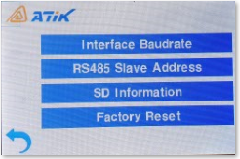 ATiK
Interface Baudrate
RS485 Slave Address
SD Information
Factory Reset